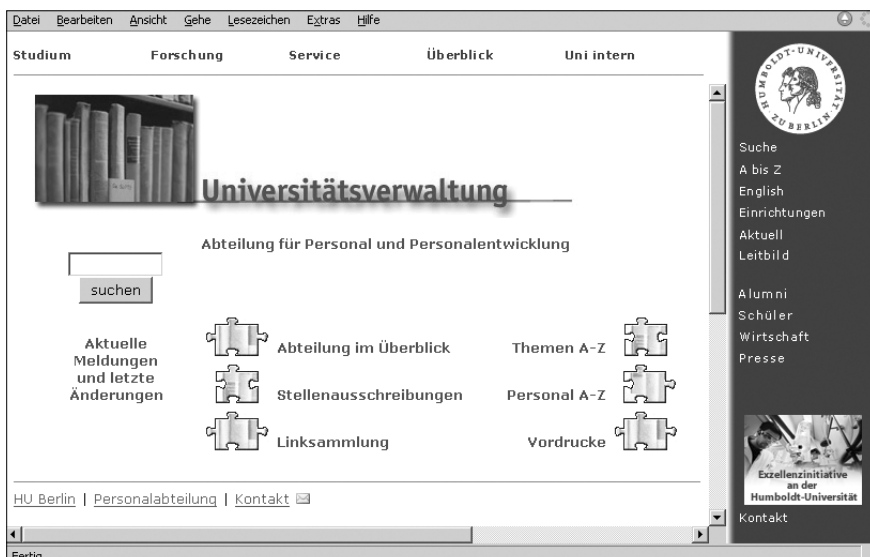 Datei Bearbeiten Ansicht Gehe Lesezeichen Extras Hilfe
Studium Forschung Service Überblick Uni intern
HUMBOLDT-UNIVERSITÄT ZU BERLIN
Universitätsverwaltung
Abteilung für Personal und Personalentwicklung
suchen
Aktuelle
Meldungen
und letzte
Änderungen
Abteilung im Überblick
Themen A-Z
Stellenausschreibungen
Personal A-Z
Linksammlung
Vordrucke
HU Berlin | Personalabteilung | Kontakt
Suche
A bis Z
English
Einrichtungen
Aktuell
Leitbild
Alumni
Schüler
Wirtschaft
Presse
Exzellenzinitiative
an der
Humboldt-Universität
Kontakt
Fertig